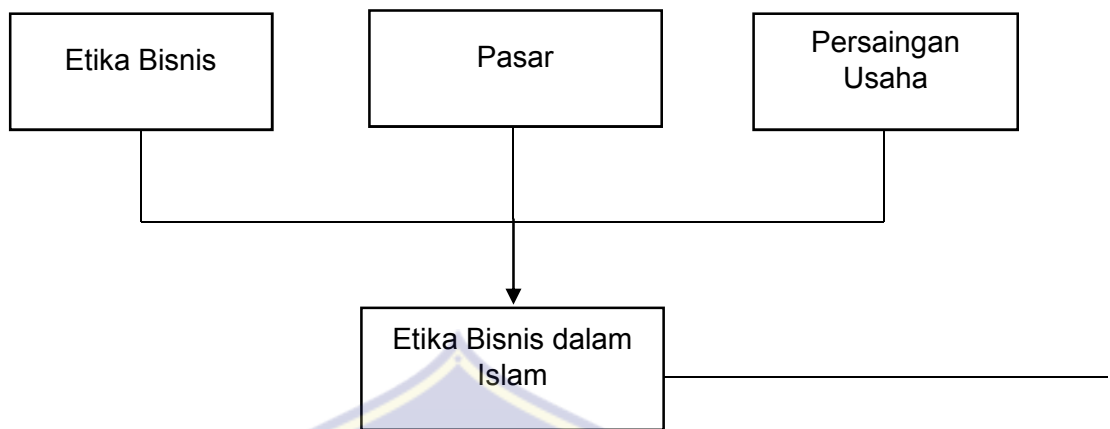 Etika Bisnis
Pasar
Persaingan
Usaha
Etika Bisnis dalam
Islam